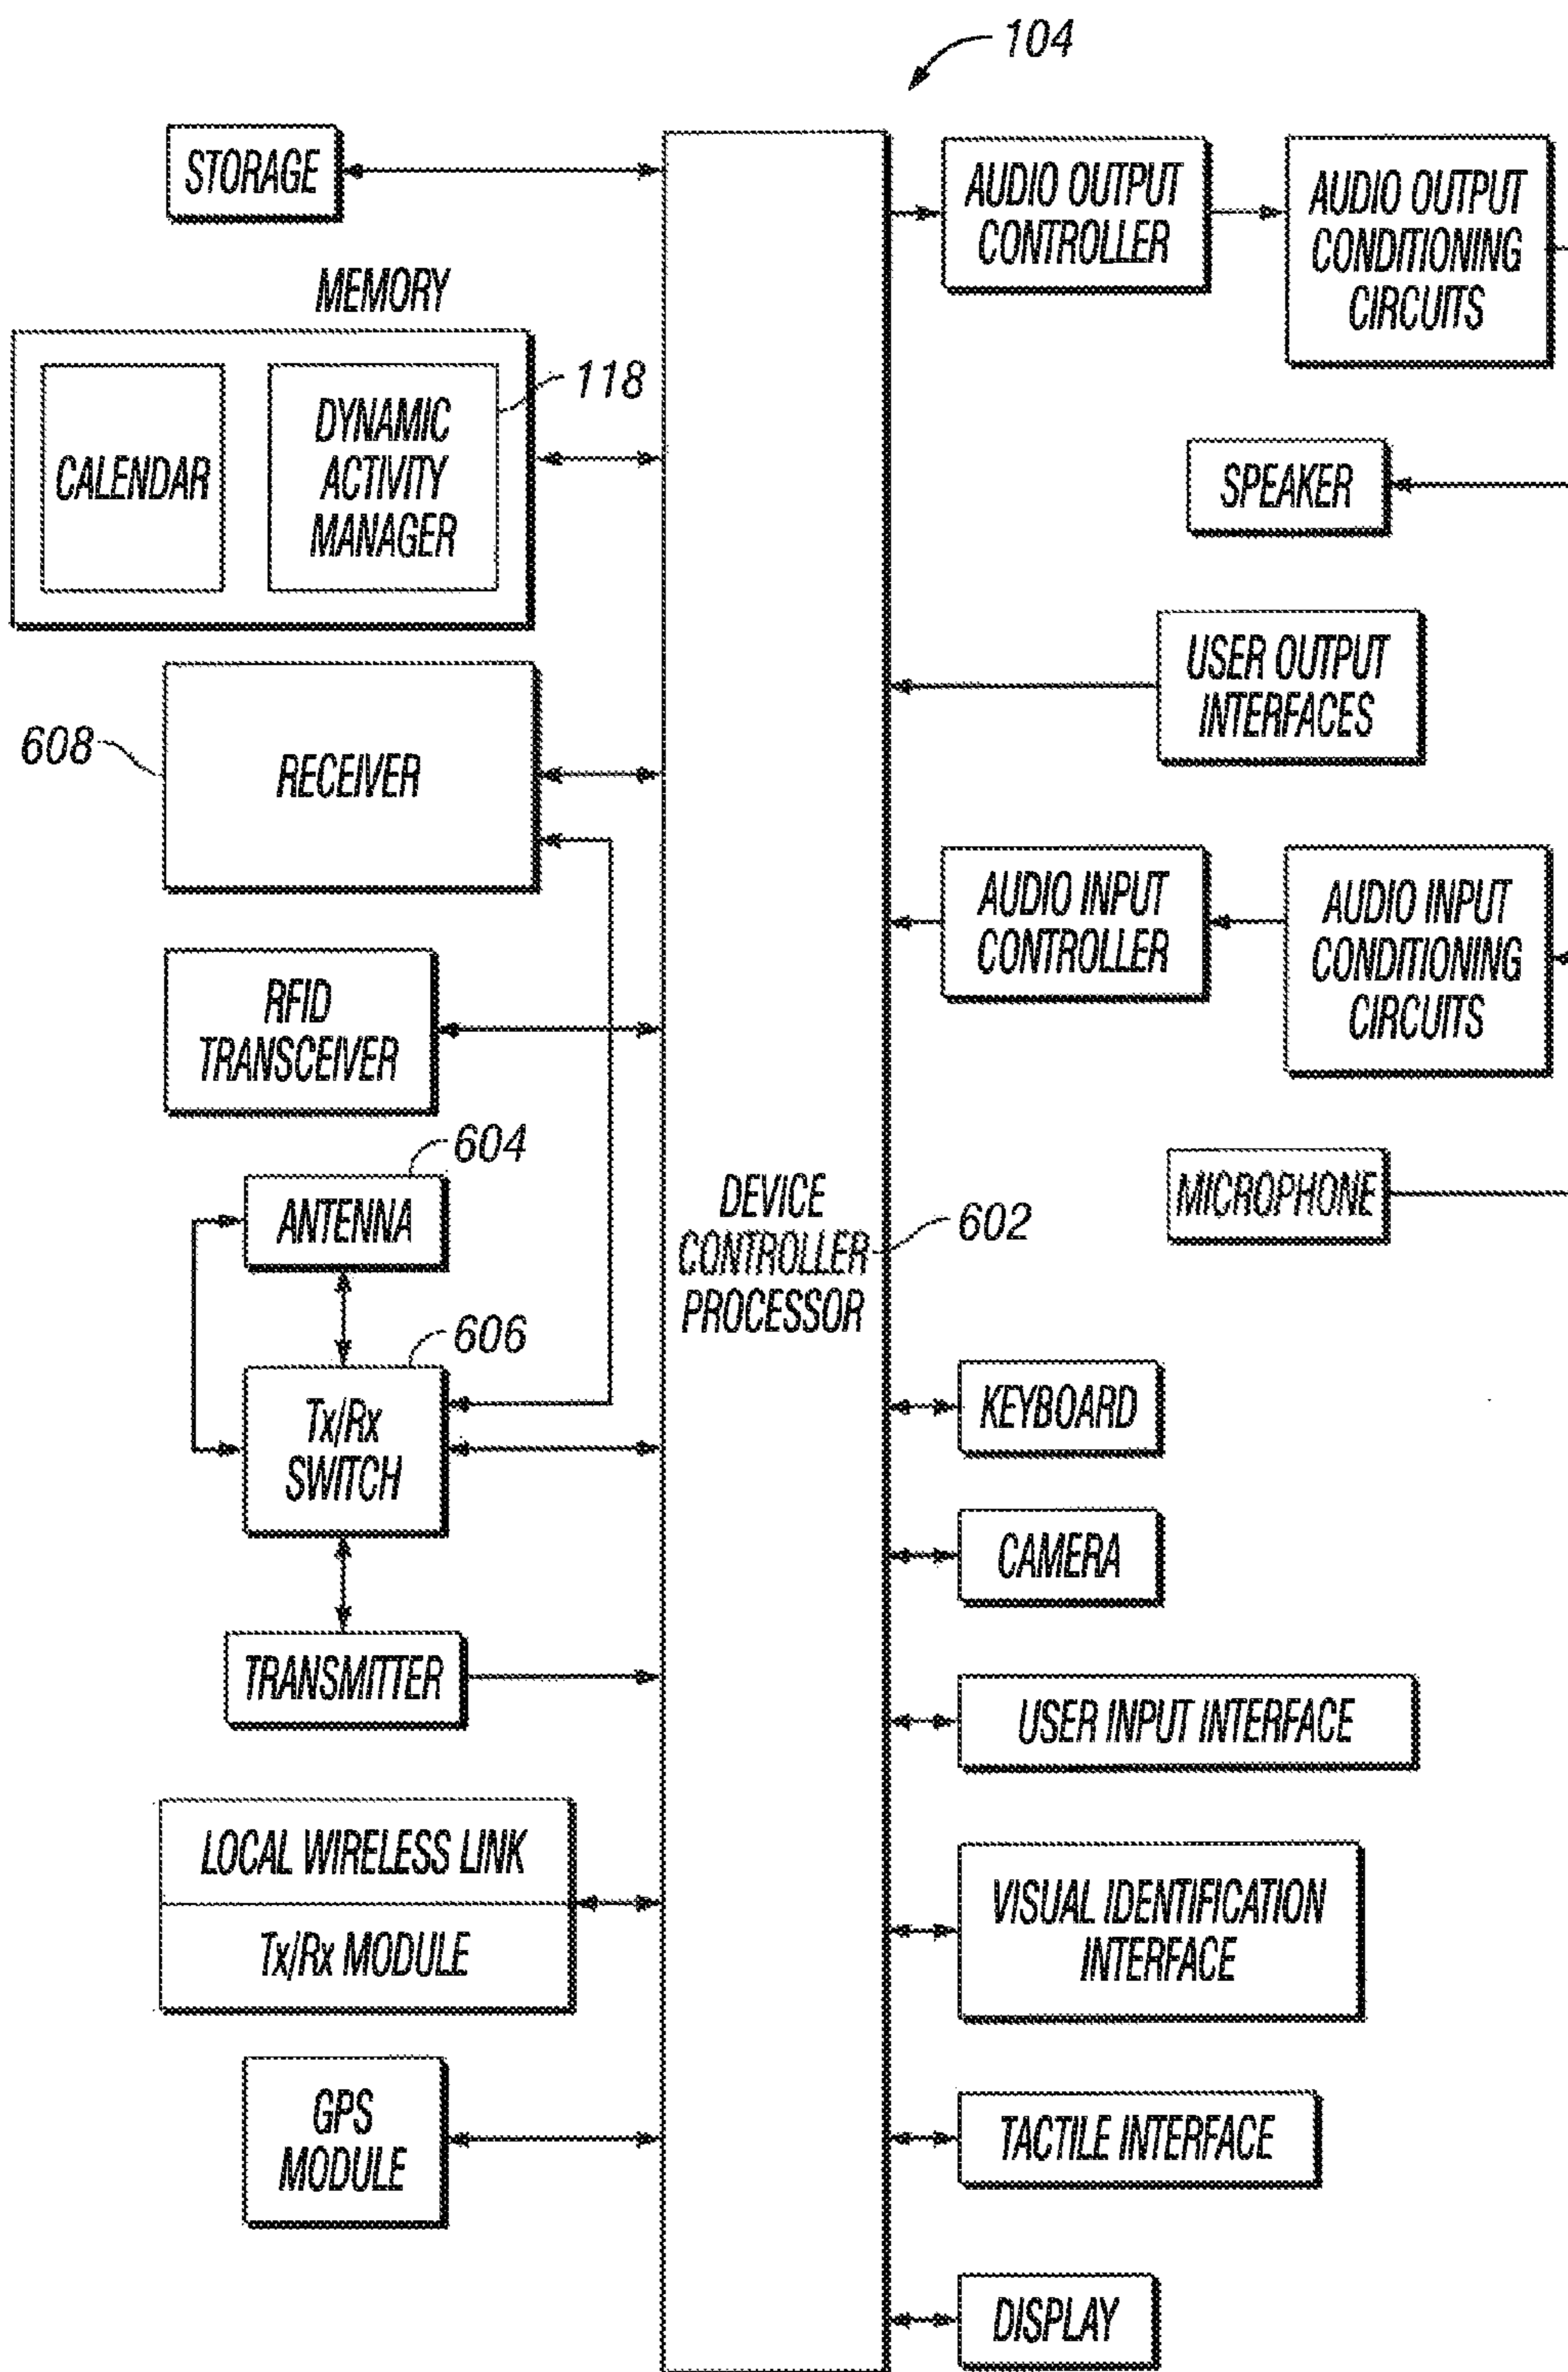 104
STORAGE
MEMORY
CALENDAR
DYNAMIC
ACTIVITY
MANAGER
118
608
RECEIVER
RFID
TRANSCEIVER
604
ANTENNA
606
Tx/Rx
SWITCH
TRANSMITTER
LOCAL WIRELESS LINK
Tx/Rx MODULE
GPS
MODULE
DEVICE
CONTROLLER
PROCESSOR
602
AUDIO OUTPUT
CONTROLLER
AUDIO OUTPUT
CONDITIONING
CIRCUITS
SPEAKER
USER OUTPUT
INTERFACES
AUDIO INPUT
CONTROLLER
AUDIO INPUT
CONDITIONING
CIRCUITS
MICROPHONE
KEYBOARD
CAMERA
USER INPUT INTERFACE
VISUAL IDENTIFICATION
INTERFACE
TACTILE INTERFACE
DISPLAY